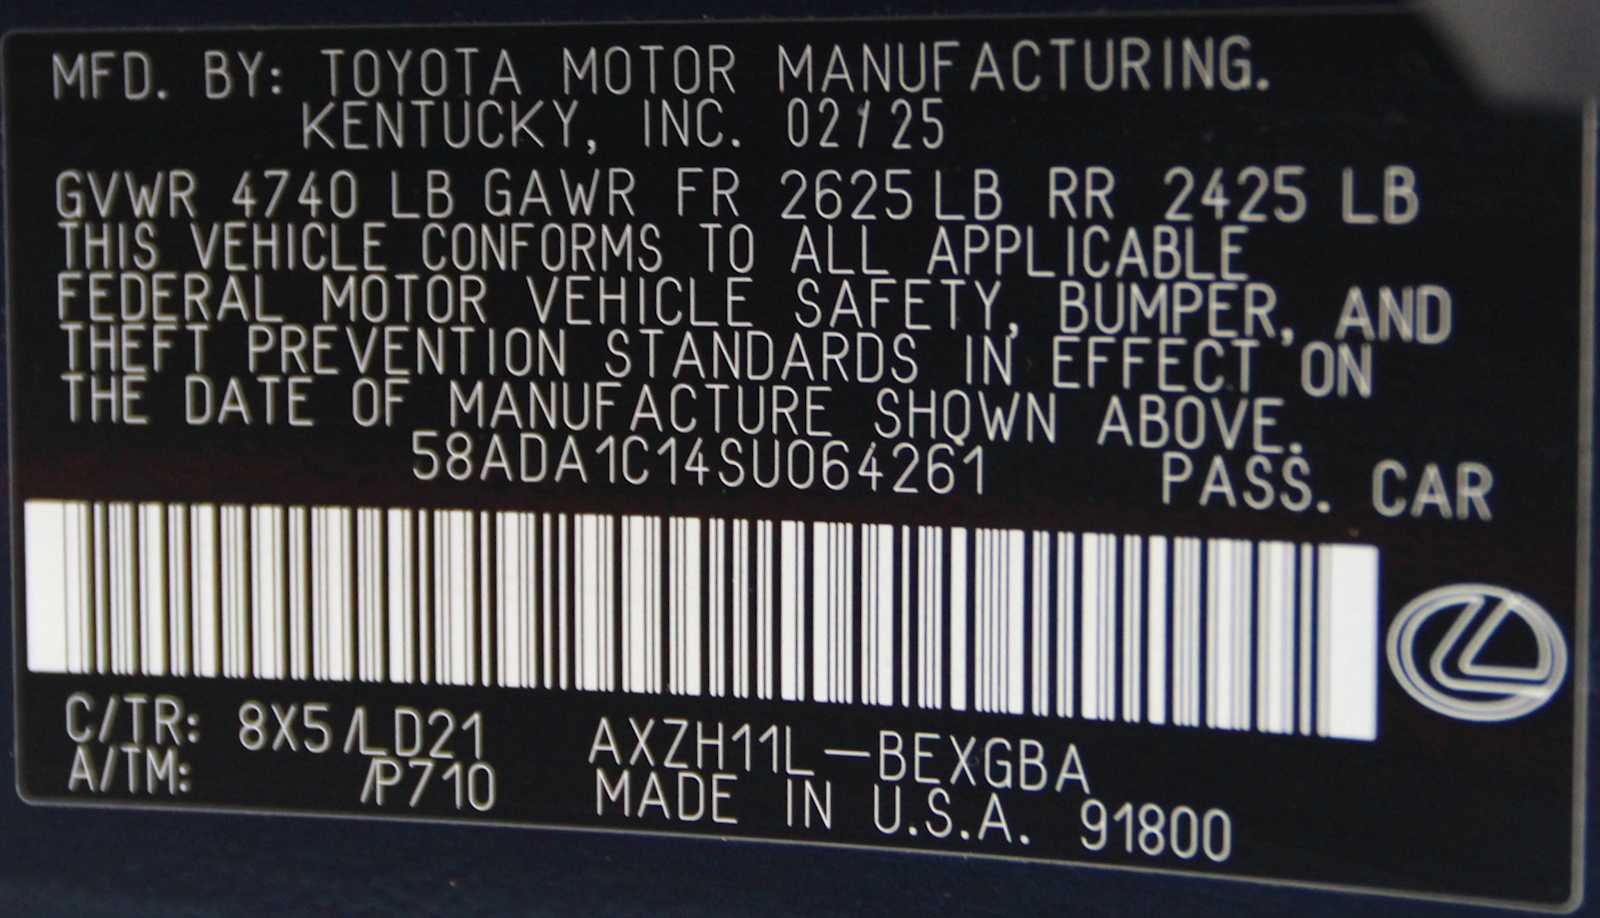 MFD. BY: TOYOTA MOTOR MANUFACTURING.
KENTUCKY, INC. 02/25
GVWR 4740 LB GAWR FR 2625 LB RR 2425 LB
THIS VEHICLE CONFORMS TO ALL APPLICABLE
FEDERAL MOTOR VEHICLE SAFETY, BUMPER, AND
THEFT PREVENTION STANDARDS IN EFFECT ON
THE DATE OF MANUFACTURE SHOWN ABOVE.
58ADA1C14SU064261 PASS. CAR
C/TR: 8X5/LD21 AXZH11L-BEXGBA
A/TM: /P710 MADE IN U.S.A. 91800